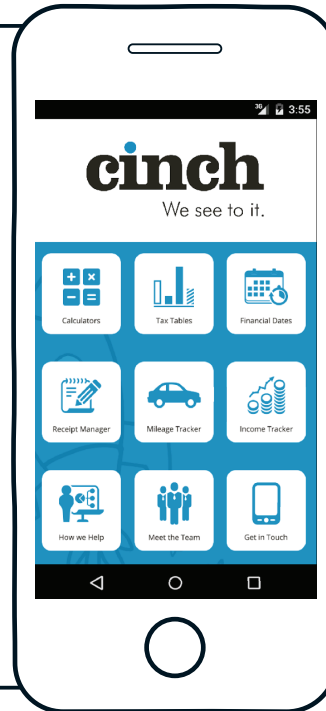 3G 3:55
cinch
We see to it.
Calculators Tax Tables Financial Dates
Receipt Manager Mileage Tracker Income Tracker
How we Help Meet the Team Get in Touch